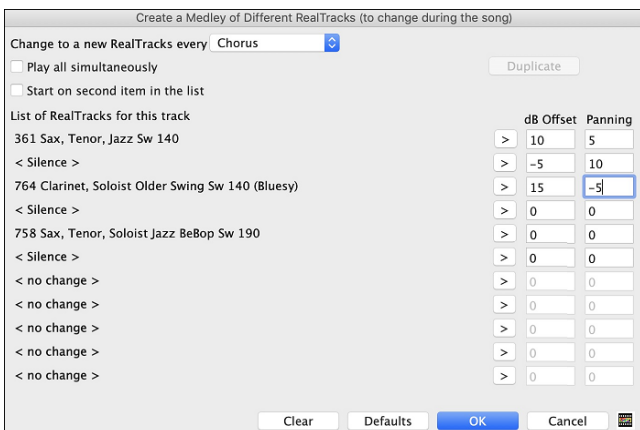 Create a Medley of Different RealTracks (to change during the song)
Change to a new RealTracks every Chorus
Play all simultaneously Duplicate
Start on second item in the list
List of RealTracks for this track dB Offset Panning
361 Sax, Tenor, Jazz Sw 140 > 10 5
< Silence > > -5 10
764 Clarinet, Soloist Older Swing Sw 140 (Bluesy) > 15 -5
< Silence > > 0 0
758 Sax, Tenor, Soloist Jazz BeBop Sw 190 > 0 0
< Silence > > 0 0
< no change > > 0 0
< no change > > 0 0
< no change > > 0 0
< no change > > 0 0
< no change > > 0 0
Clear Defaults OK Cancel